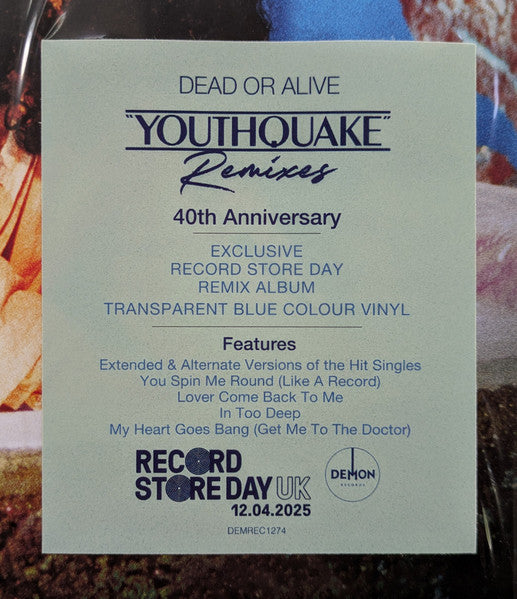 DEAD OR ALIVE
"YOUTHQUAKE"
Remixes
40th Anniversary
EXCLUSIVE
RECORD STORE DAY
REMIX ALBUM
TRANSPARENT BLUE COLOUR VINYL
Features
Extended & Alternate Versions of the Hit Singles
You Spin Me Round (Like A Record)
Lover Come Back To Me
In Too Deep
My Heart Goes Bang (Get Me To The Doctor)
RECORD
STORE DAY UK
12.04.2025
DEMON
RECORDS
DEMREC1274